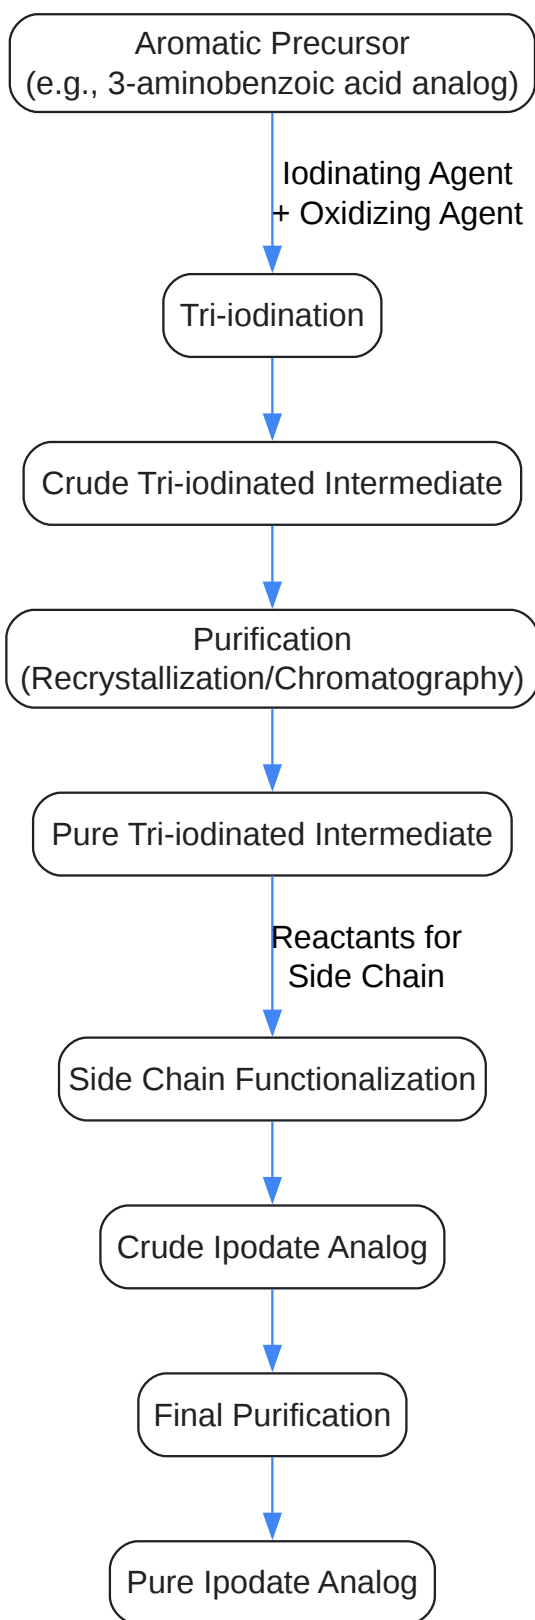 Aromatic Precursor
(e.g., 3-aminobenzoic acid analog)
Iodinating Agent
+ Oxidizing Agent
Tri-iodination
Crude Tri-iodinated Intermediate
Purification
(Recrystallization/Chromatography)
Pure Tri-iodinated Intermediate
Reactants for
Side Chain
Side Chain Functionalization
Crude Ipodate Analog
Final Purification
Pure Ipodate Analog